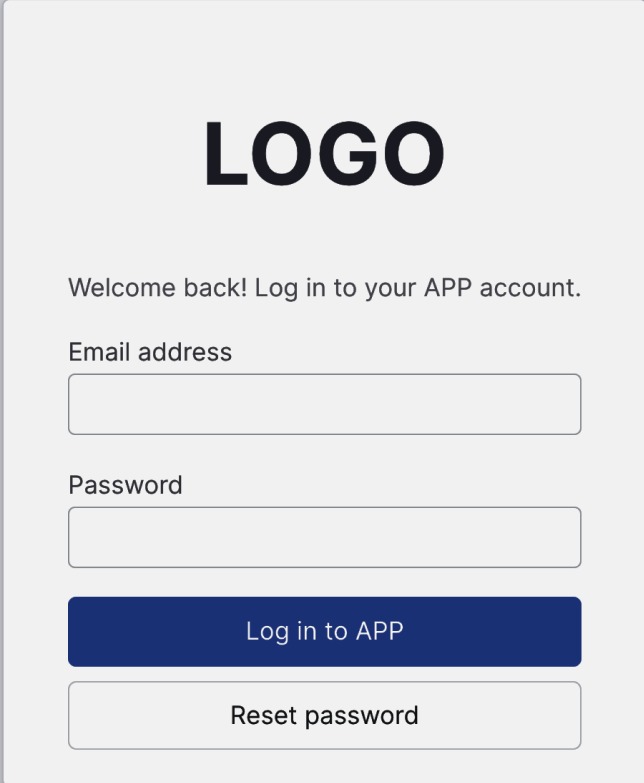 LOGO
Welcome back! Log in to your APP account.
Email address
Password
Log in to APP
Reset password